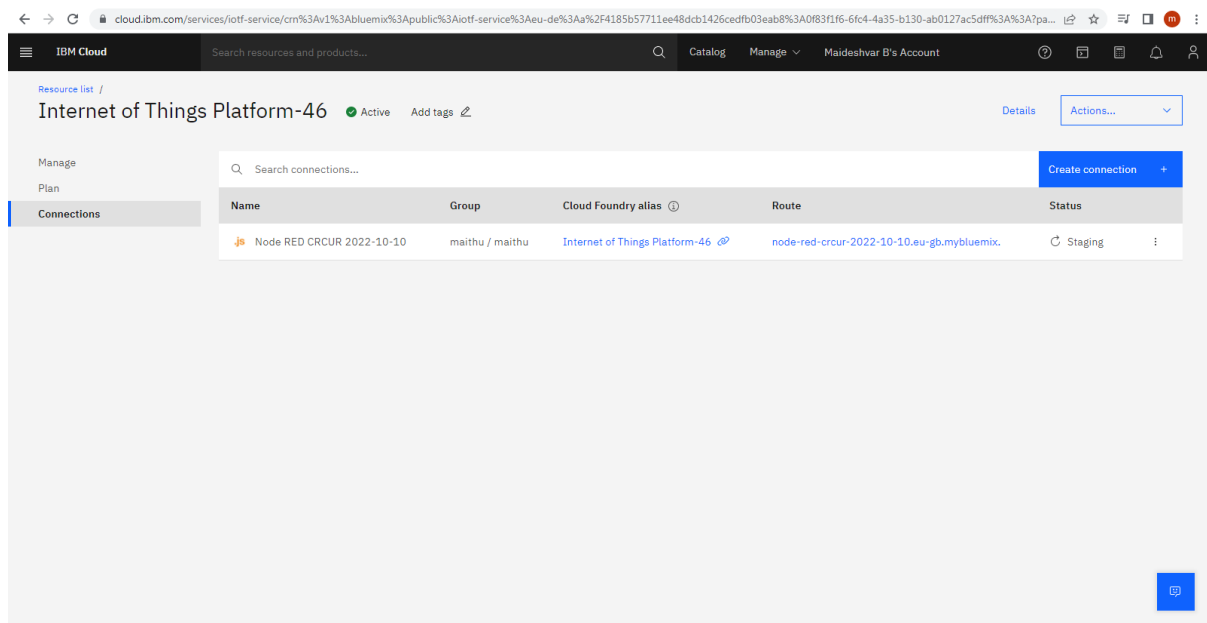 cloud.ibm.com/services/iotf-service/crn%3Av1%3Abluemix%3Apublic%3Aiotf-service%3Aeu-de%3Aa%2F4185b57711ee48dcb1426cedfb03eab8%3A0f83f1f6-6fc4-4a35-b130-ab0127ac5dff%3A%3A?pa...
m
IBM Cloud
Search resources and products...
Catalog
Manage
Maideshvar B's Account
Resource list /
Internet of Things Platform-46
Active
Add tags
Details
Actions...
Manage
Plan
Connections
Search connections...
Create connection +
Name Group Cloud Foundry alias Route Status
.js Node RED CRCUR 2022-10-10 maithu / maithu Internet of Things Platform-46 node-red-crcur-2022-10-10.eu-gb.mybluemix. Staging